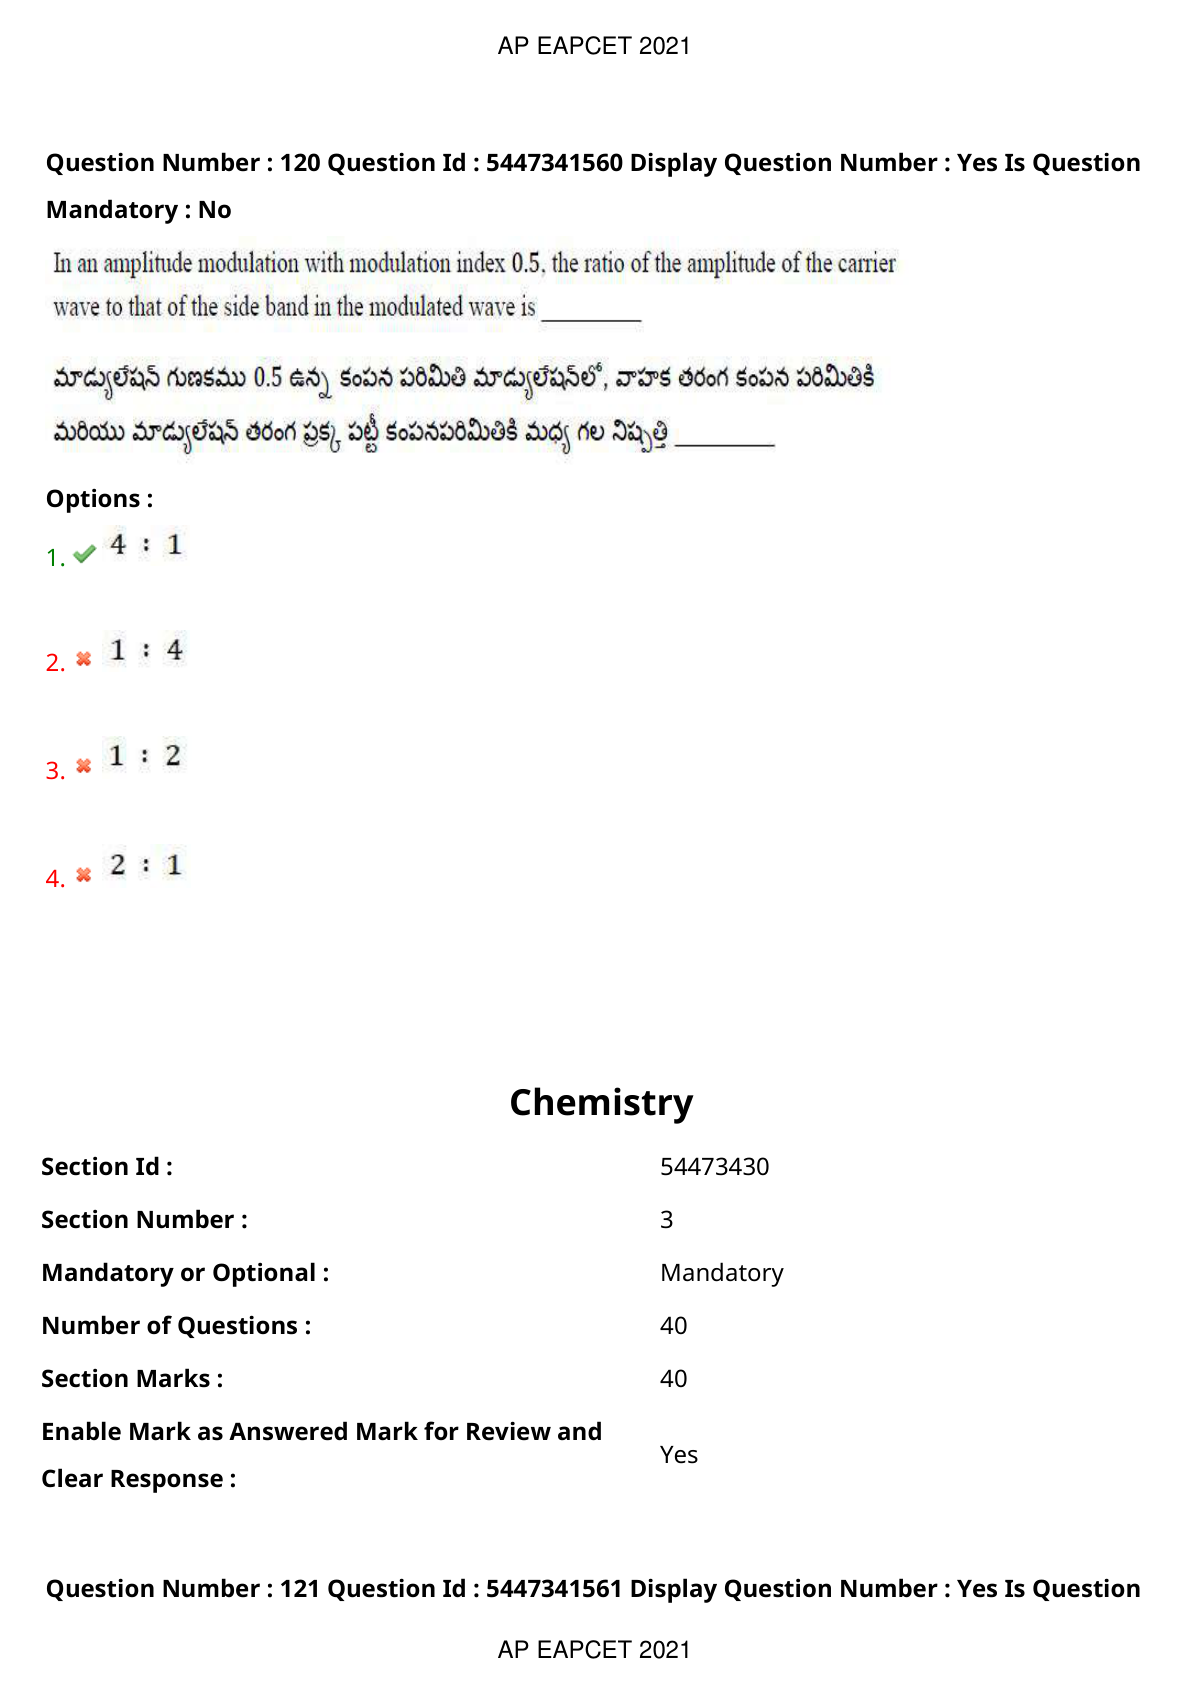 AP EAPCET 2021
Question Number : 120 Question Id : 5447341560 Display Question Number : Yes Is Question
Mandatory : No
In an amplitude modulation with modulation index 0.5, the ratio of the amplitude of the carrier
wave to that of the side band in the modulated wave is ________
మాడ్యులేషన్ గుణకము 0.5 ఉన్న కంపన పరిమితి మాడ్యులేషన్‌లో, వాహక తరంగ కంపన పరిమితికి
మరియు మాడ్యులేషన్ తరంగ ప్రక్క పట్టీ కంపనపరిమితికి మధ్య గల నిష్పత్తి ________
Options :
1. 4 : 1
2. 1 : 4
3. 1 : 2
4. 2 : 1
Chemistry
Section Id : 54473430
Section Number : 3
Mandatory or Optional : Mandatory
Number of Questions : 40
Section Marks : 40
Enable Mark as Answered Mark for Review and
Clear Response : Yes
Question Number : 121 Question Id : 5447341561 Display Question Number : Yes Is Question
AP EAPCET 2021